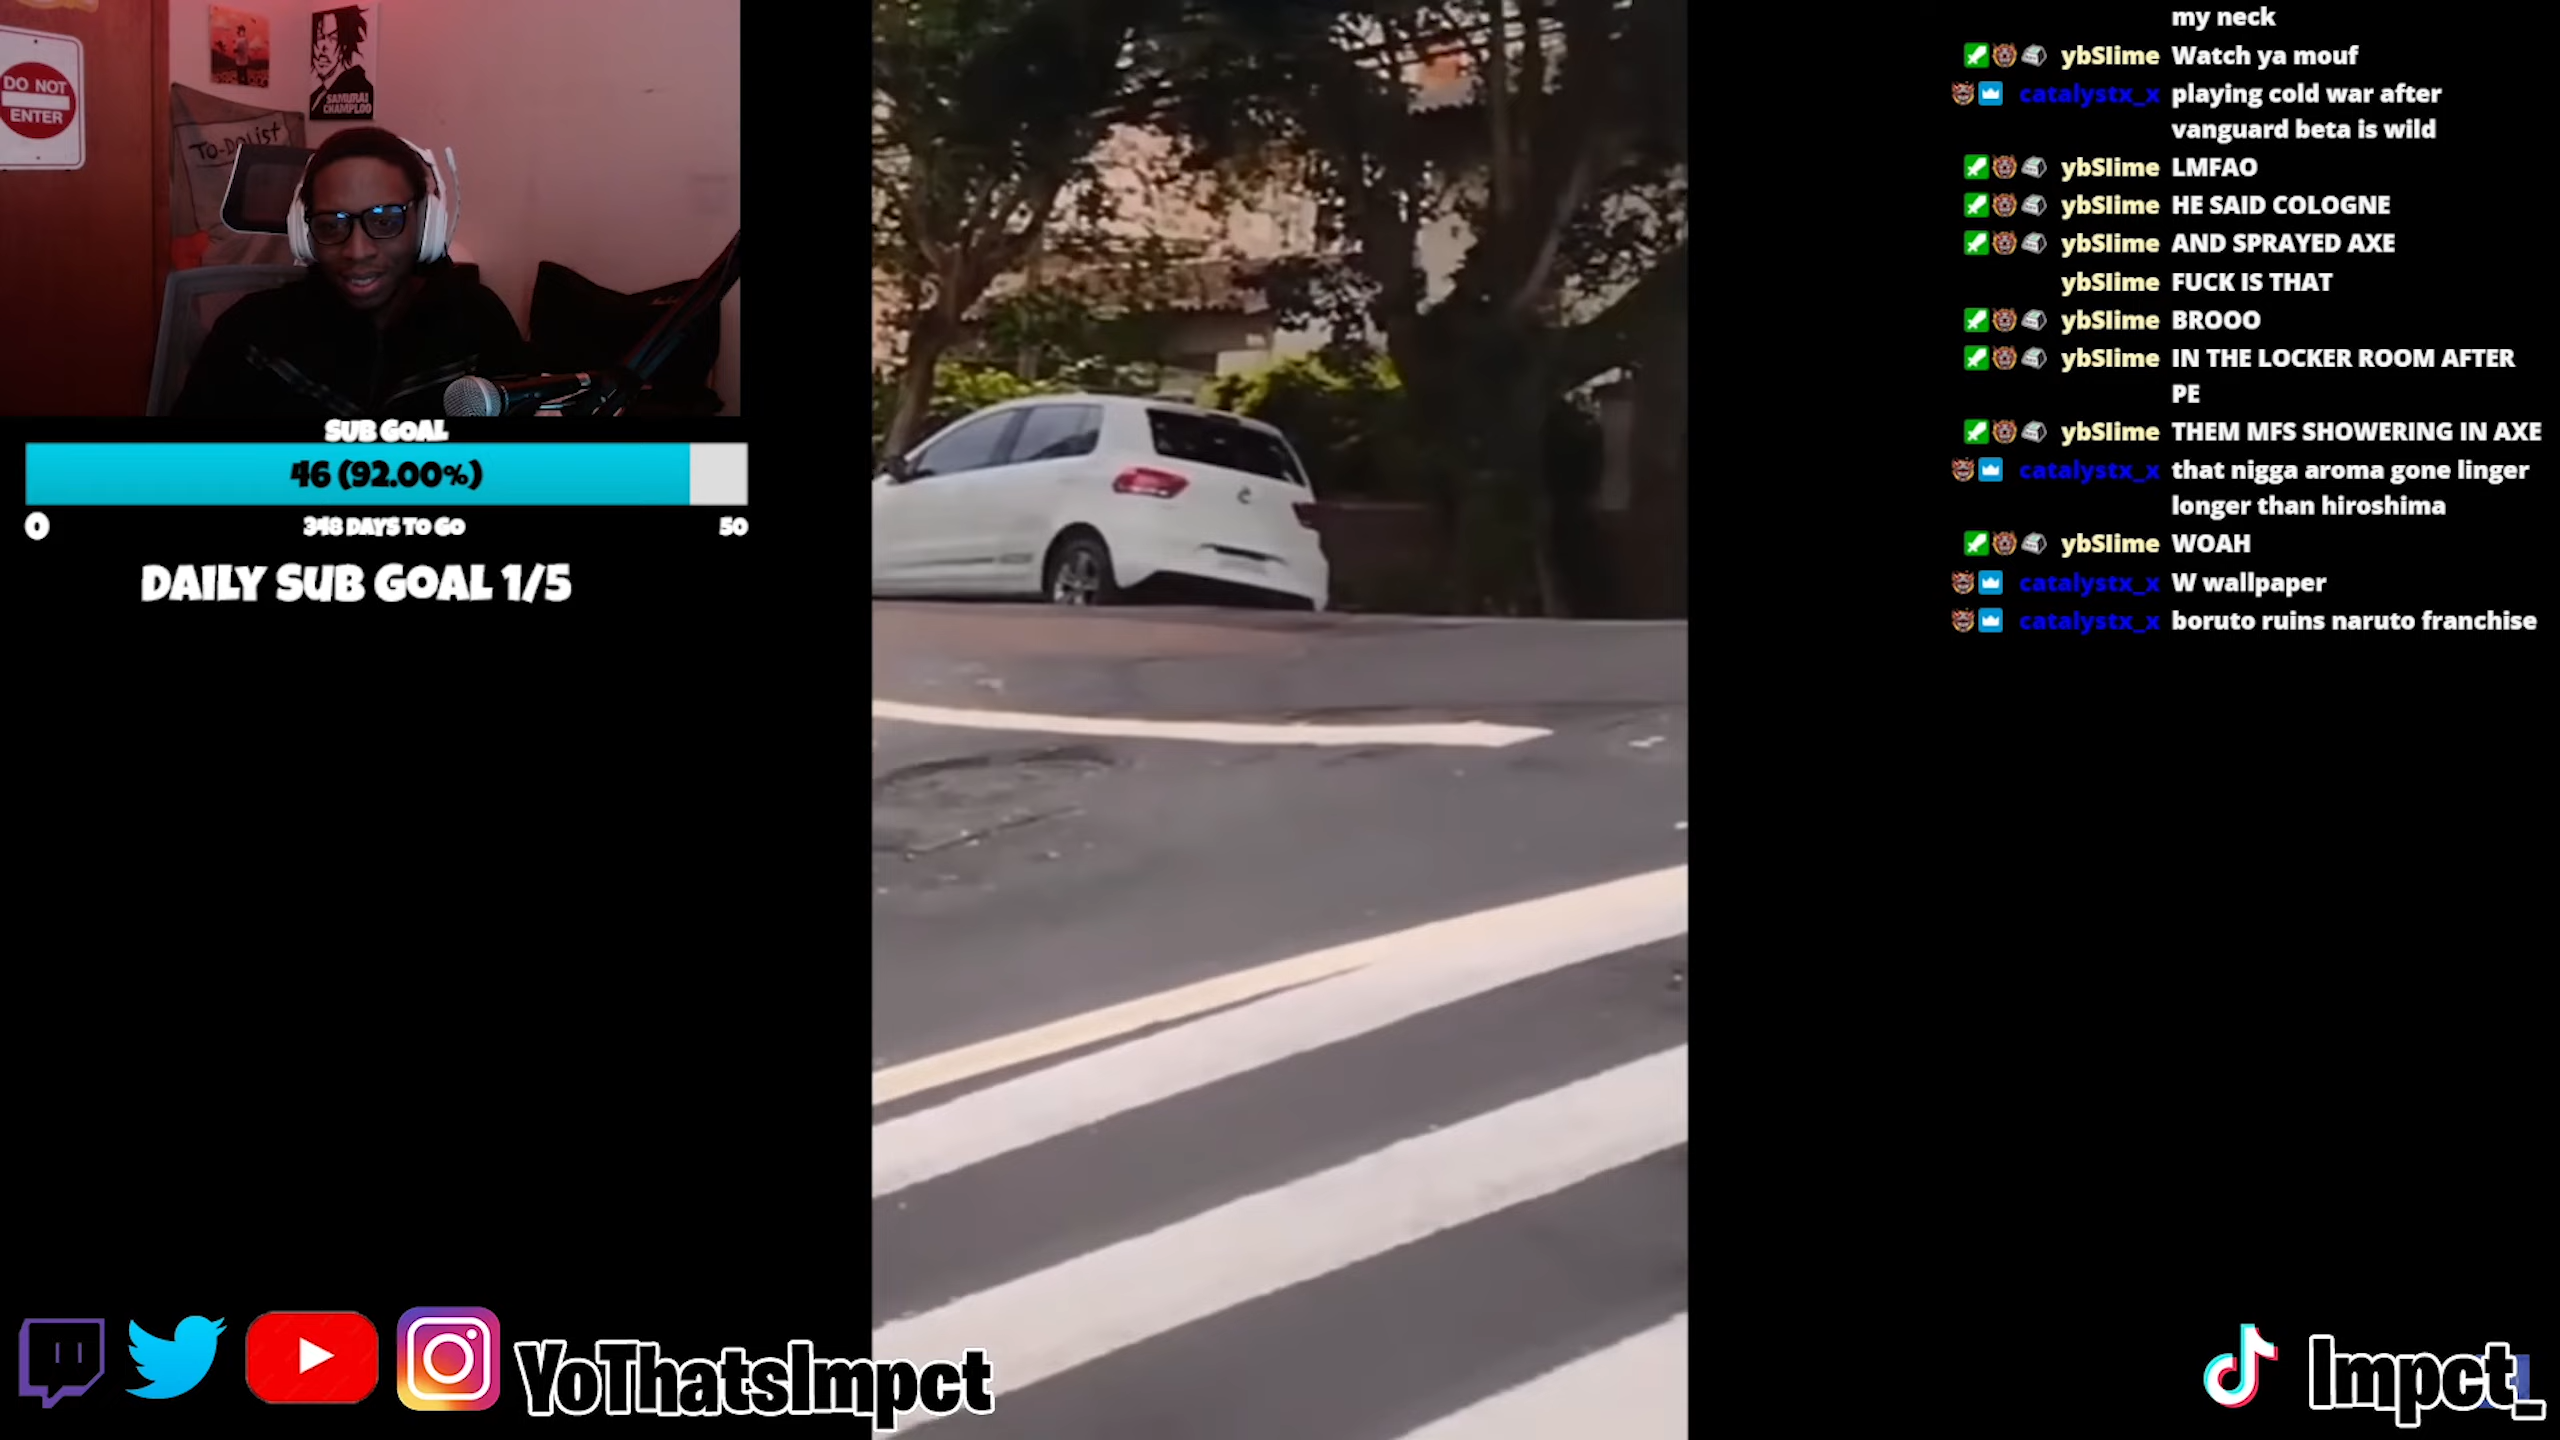 DO NOT
ENTER
TO-DO LIST
SAMURAI
CHAMPLOO
SUB GOAL
46 (92.00%)
0
348 DAYS TO GO
50
DAILY SUB GOAL 1/5
my neck
ybSlime Watch ya mouf
catalystx_x playing cold war after
vanguard beta is wild
ybSlime LMFAO
ybSlime HE SAID COLOGNE
ybSlime AND SPRAYED AXE
ybSlime FUCK IS THAT
ybSlime BROOO
ybSlime IN THE LOCKER ROOM AFTER
PE
ybSlime THEM MFS SHOWERING IN AXE
catalystx_x that nigga aroma gone linger
longer than hiroshima
ybSlime WOAH
catalystx_x W wallpaper
catalystx_x boruto ruins naruto franchise
YoThatsImpct
Impct_